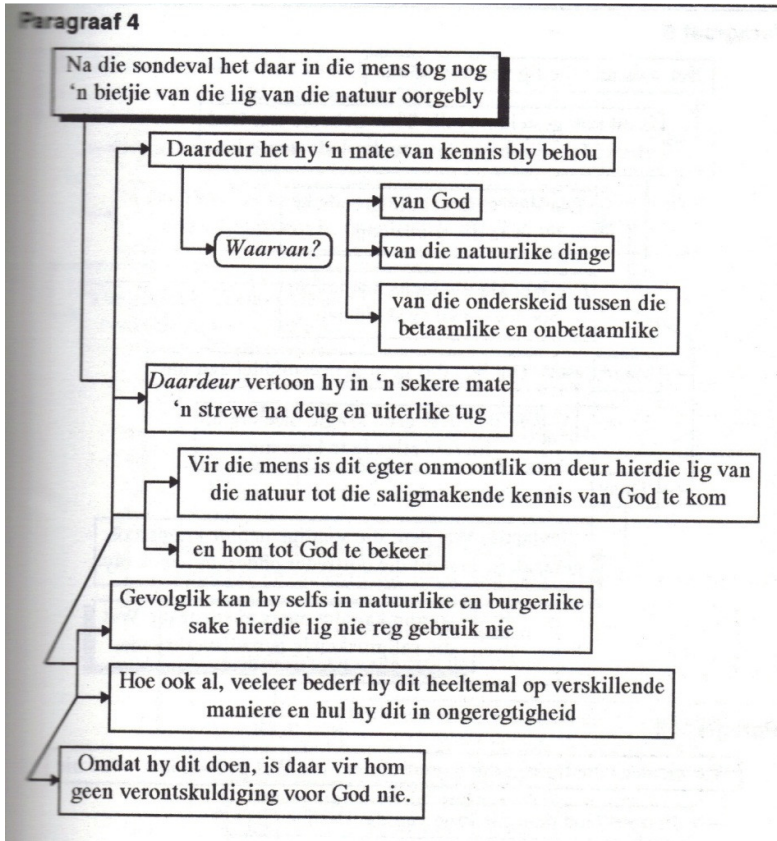 Paragraaf 4
Na die sondeval het daar in die mens tog nog
‘n bietjie van die lig van die natuur oorgebly
Daardeur het hy ‘n mate van kennis bly behou
van God
Waarvan?
van die natuurlike dinge
van die onderskeid tussen die
betaamlike en onbetaamlike
Daardeur vertoon hy in ‘n sekere mate
‘n strewe na deug en uiterlike tug
Vir die mens is dit egter onmoontlik om deur hierdie lig van
die natuur tot die saligmakende kennis van God te kom
en hom tot God te bekeer
Gevolglik kan hy selfs in natuurlike en burgerlike
sake hierdie lig nie reg gebruik nie
Hoe ook al, veeleer bederf hy dit heeltemal op verskillende
maniere en hul hy dit in ongeregtigheid
Omdat hy dit doen, is daar vir hom
geen verontskuldiging voor God nie.